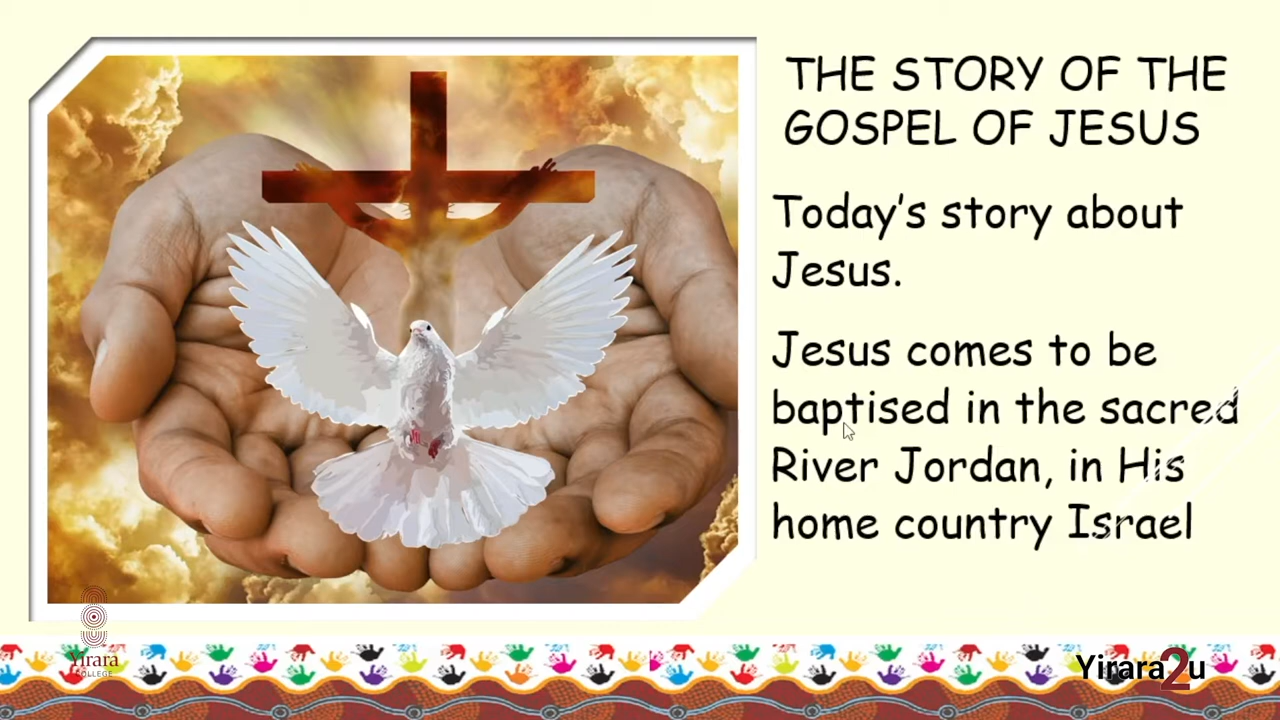 THE STORY OF THE
GOSPEL OF JESUS
Today's story about
Jesus.
Jesus comes to be
baptised in the sacred
River Jordan, in His
home country Israel
Yirara
COLLEGE
Yirara2u